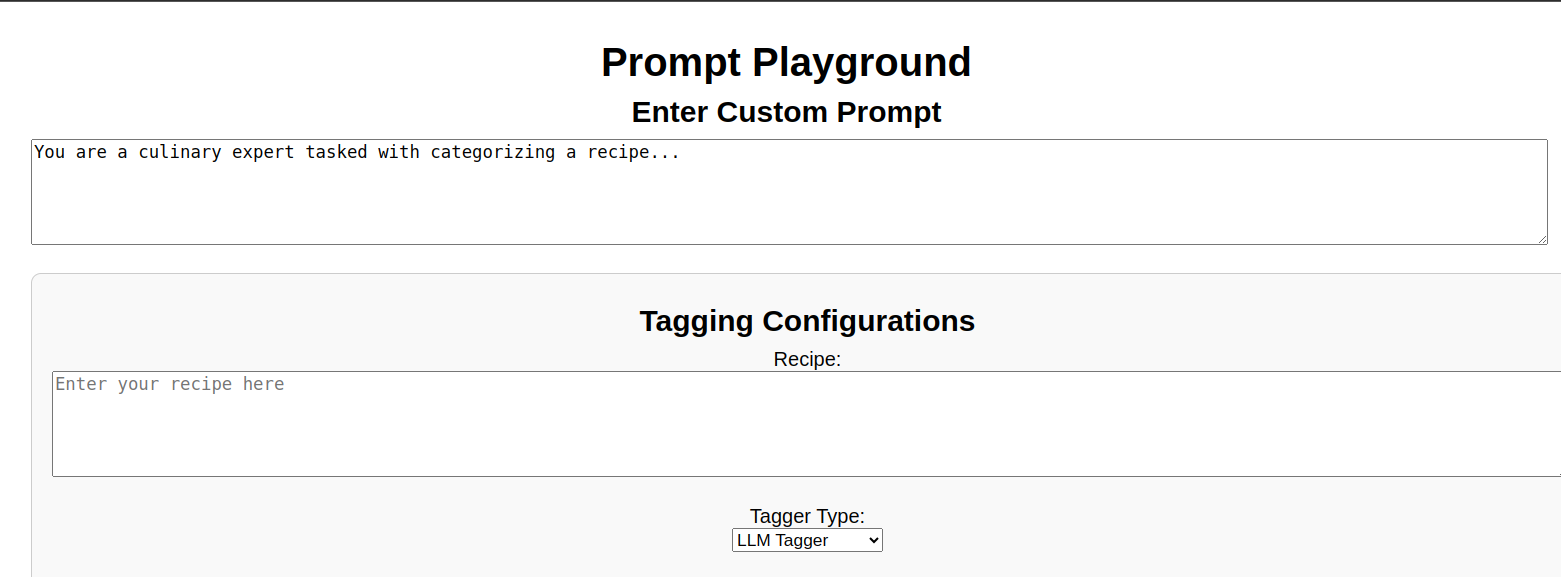 Prompt Playground
Enter Custom Prompt
You are a culinary expert tasked with categorizing a recipe...
Tagging Configurations
Recipe:
Enter your recipe here
Tagger Type:
LLM Tagger